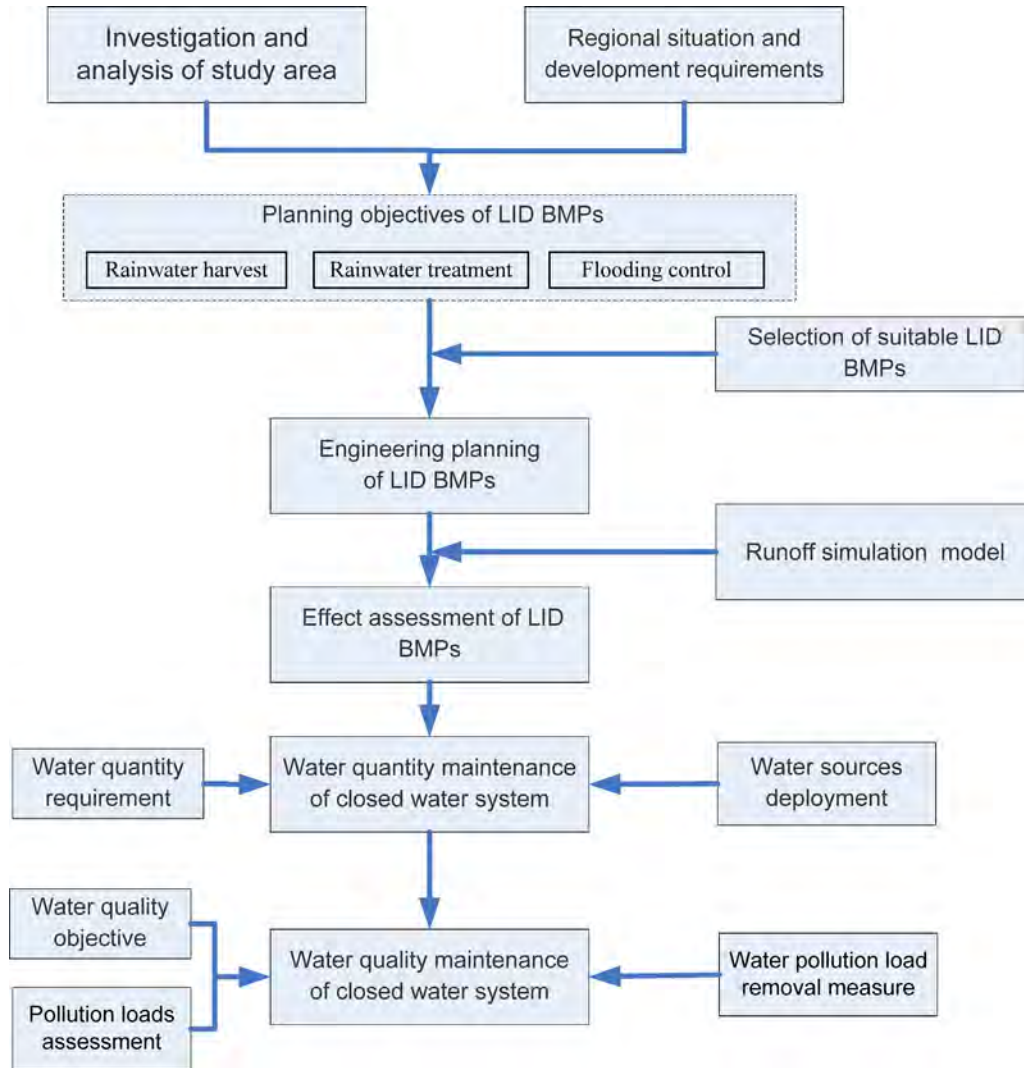 Investigation and
analysis of study area
Regional situation and
development requirements
Planning objectives of LID BMPs
Rainwater harvest
Rainwater treatment
Flooding control
Selection of suitable LID
BMPs
Engineering planning
of LID BMPs
Runoff simulation model
Effect assessment of LID
BMPs
Water quantity
requirement
Water quantity maintenance
of closed water system
Water sources
deployment
Water quality
objective
Pollution loads
assessment
Water quality maintenance
of closed water system
Water pollution load
removal measure